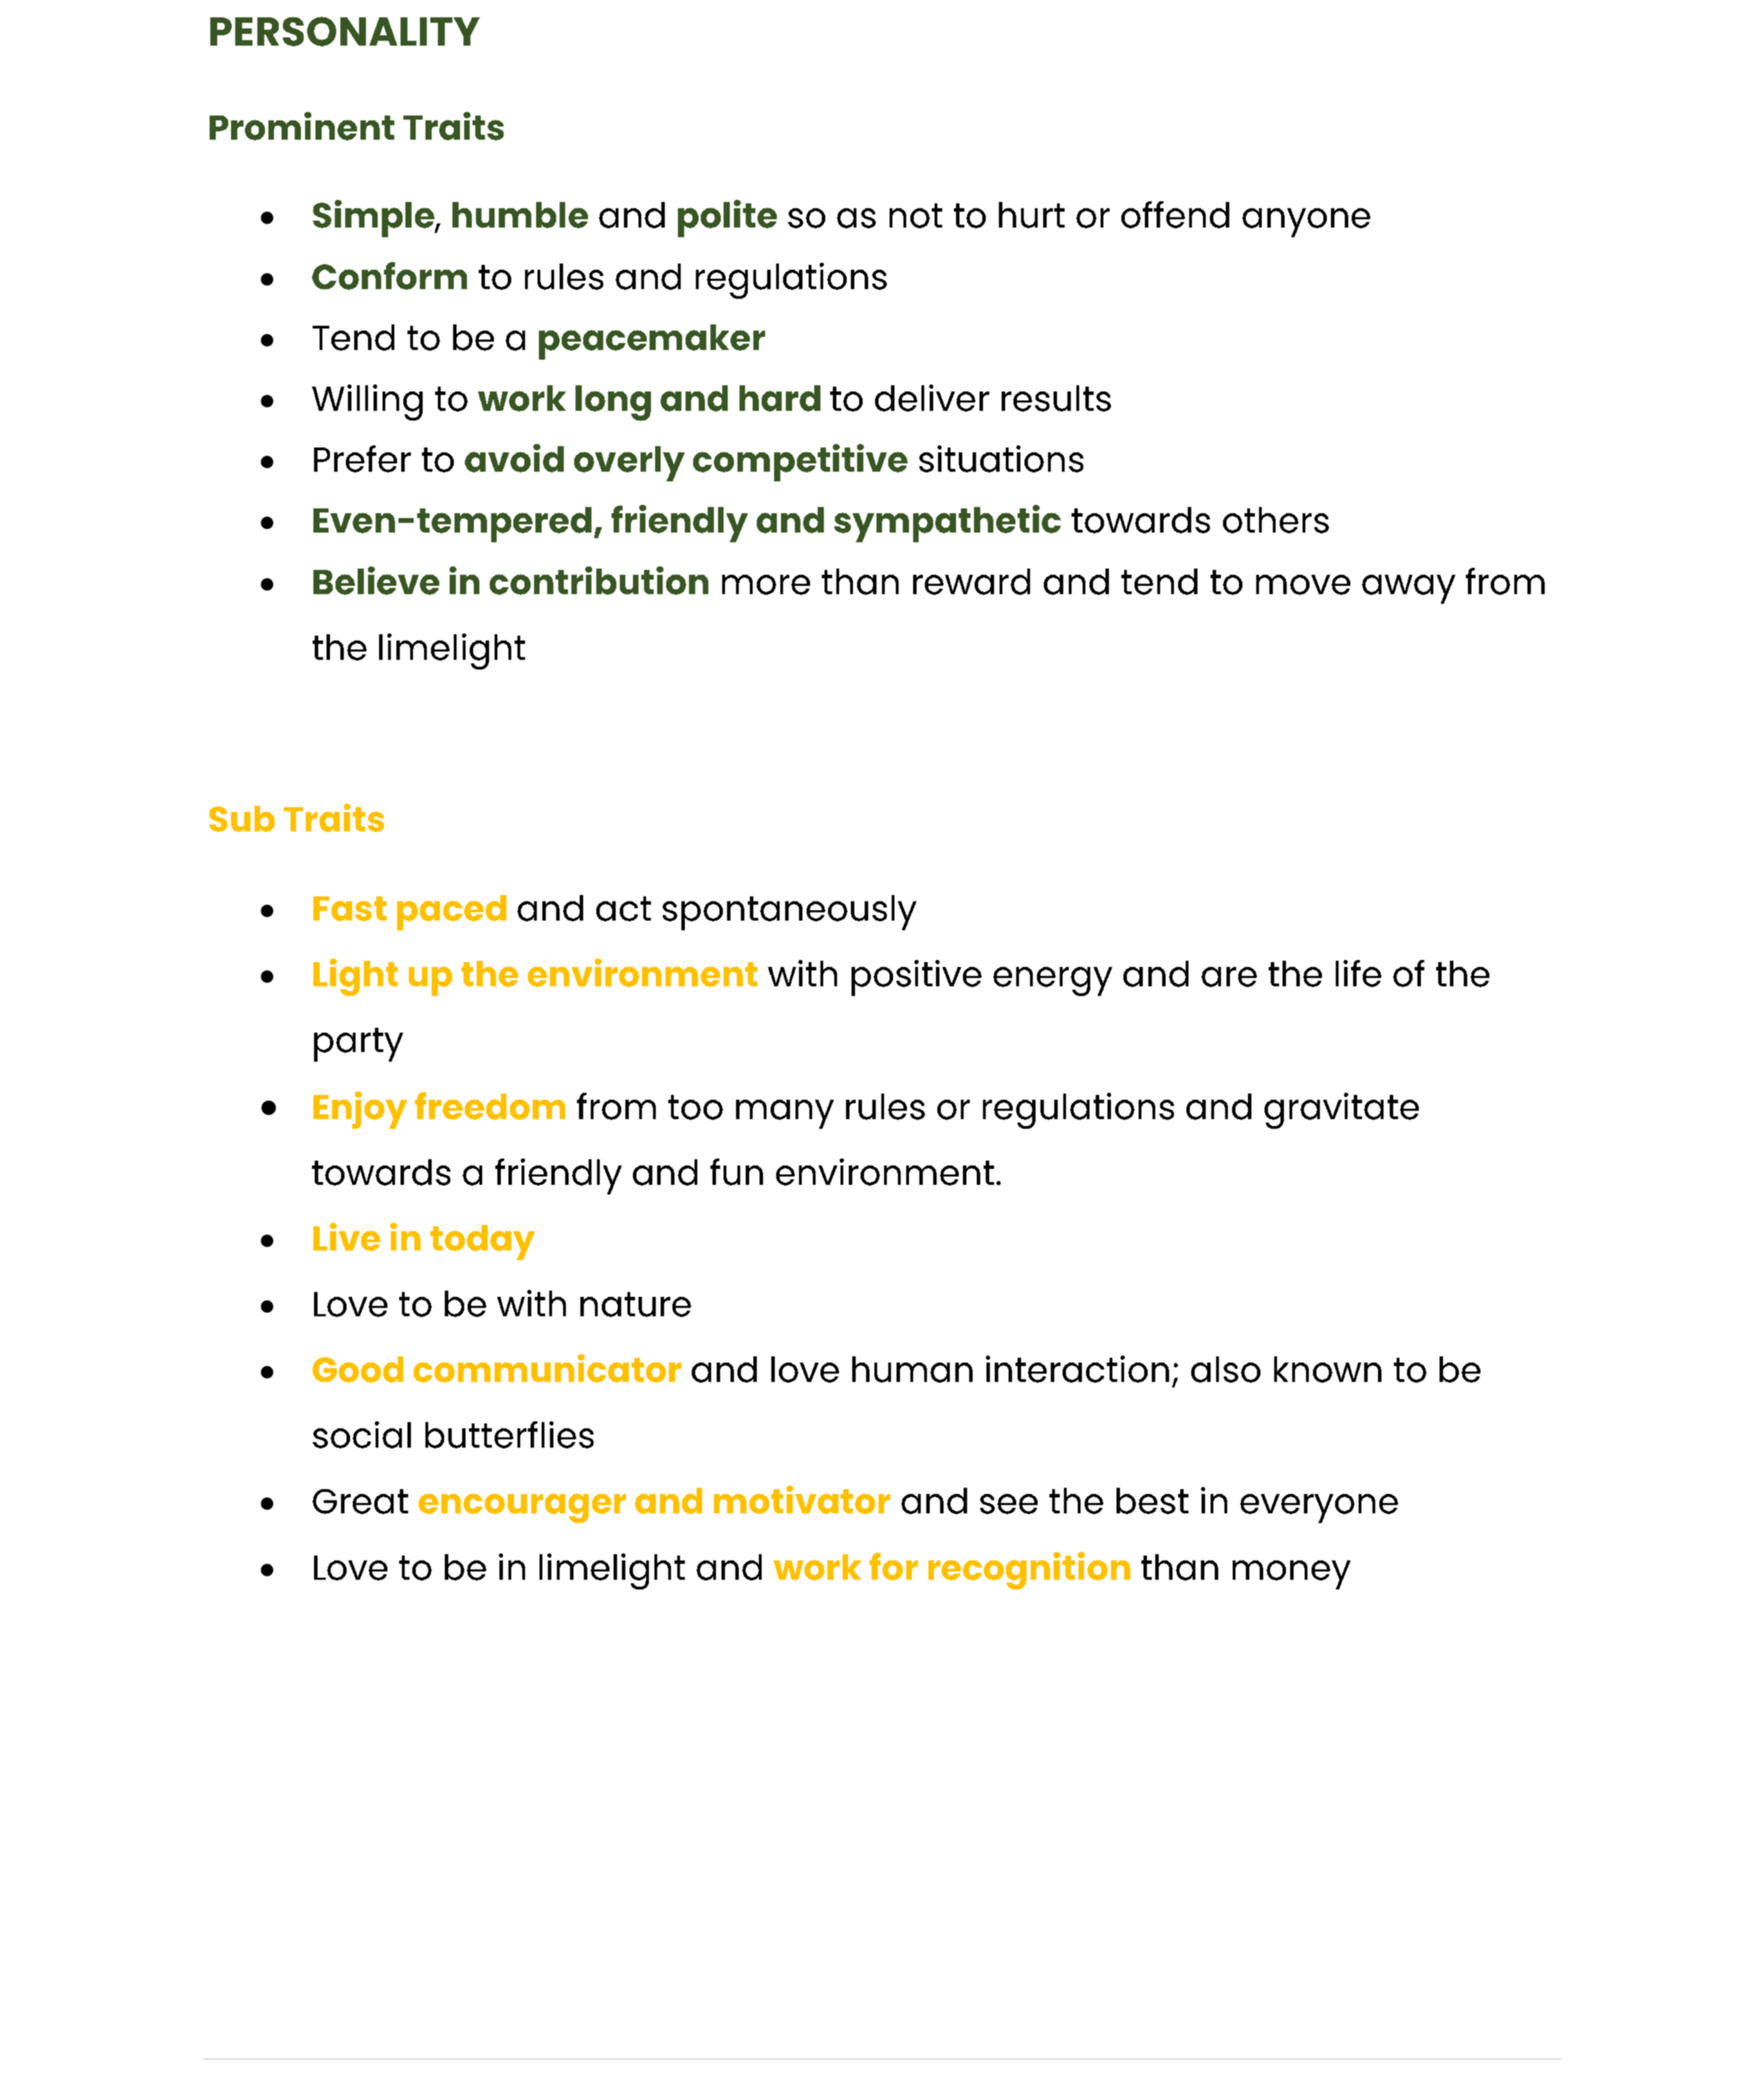 PERSONALITY
Prominent Traits
• Simple, humble and polite so as not to hurt or offend anyone
• Conform to rules and regulations
• Tend to be a peacemaker
• Willing to work long and hard to deliver results
• Prefer to avoid overly competitive situations
• Even-tempered, friendly and sympathetic towards others
• Believe in contribution more than reward and tend to move away from
the limelight
Sub Traits
• Fast paced and act spontaneously
• Light up the environment with positive energy and are the life of the
party
• Enjoy freedom from too many rules or regulations and gravitate
towards a friendly and fun environment.
• Live in today
• Love to be with nature
• Good communicator and love human interaction; also known to be
social butterflies
• Great encourager and motivator and see the best in everyone
• Love to be in limelight and work for recognition than money